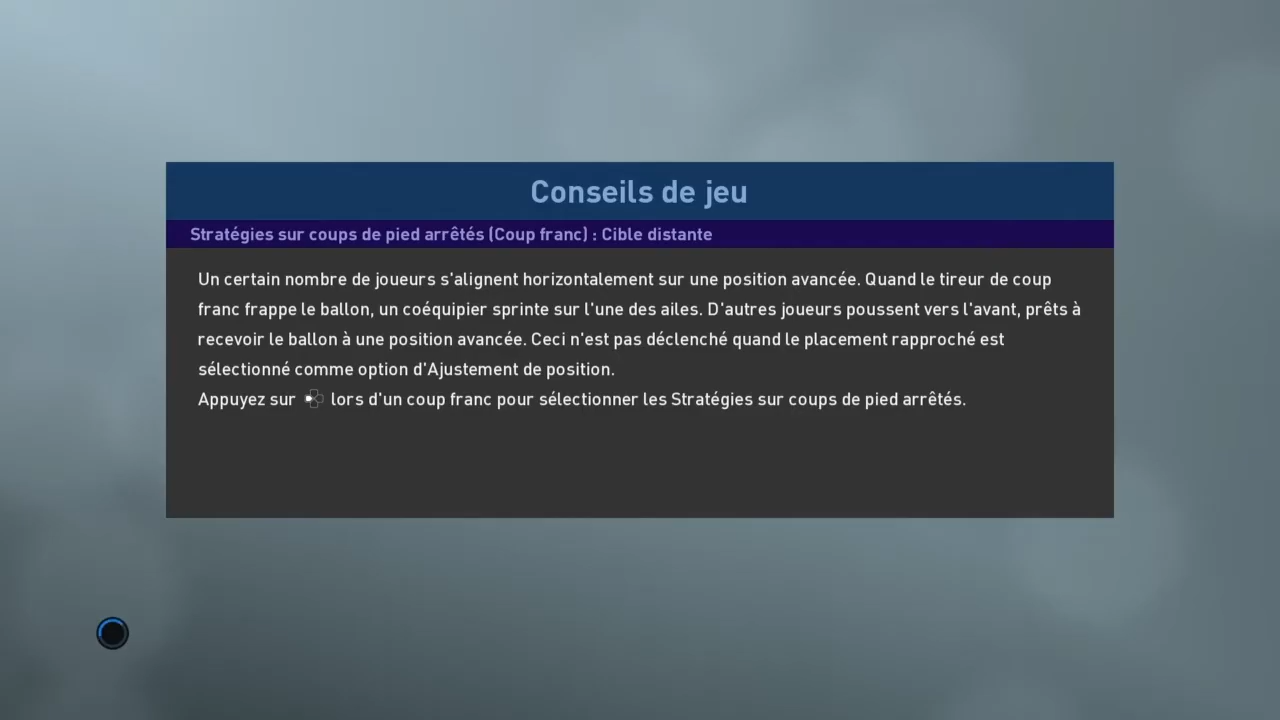 Conseils de jeu
Stratégies sur coups de pied arrêtés (Coup franc) : Cible distante
Un certain nombre de joueurs s'alignent horizontalement sur une position avancée. Quand le tireur de coup
franc frappe le ballon, un coéquipier sprinte sur l'une des ailes. D'autres joueurs poussent vers l'avant, prêts à
recevoir le ballon à une position avancée. Ceci n'est pas déclenché quand le placement rapproché est
sélectionné comme option d'Ajustement de position.
Appuyez sur lors d'un coup franc pour sélectionner les Stratégies sur coups de pied arrêtés.